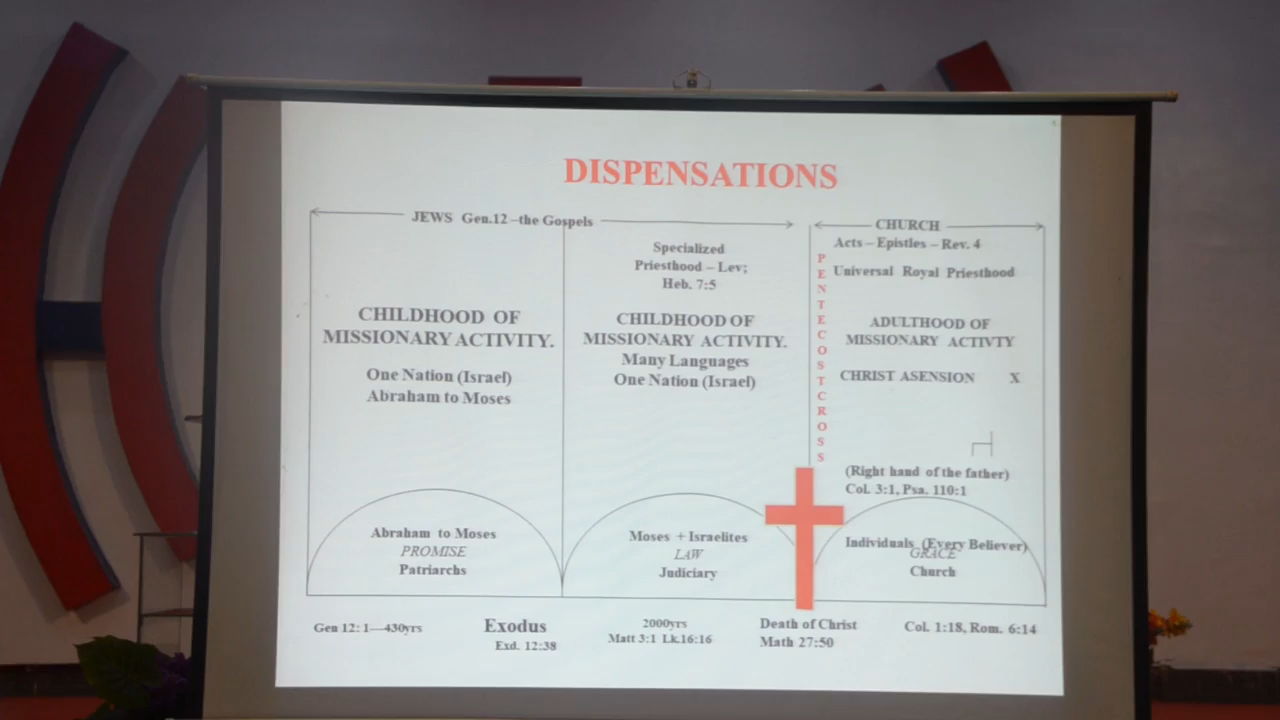 DISPENSATIONS
JEWS Gen.12 –the Gospels
CHURCH
Acts – Epistles – Rev. 4
Universal Royal Priesthood
Specialized
Priesthood – Lev;
Heb. 7:5
CHILDHOOD OF
MISSIONARY ACTIVITY.
One Nation (Israel)
Abraham to Moses
CHILDHOOD OF
MISSIONARY ACTIVITY.
Many Languages
One Nation (Israel)
PENTECOSTCROSS
ADULTHOOD OF
MISSIONARY ACTIVTY
CHRIST ASENSION X
(Right hand of the father)
Col. 3:1, Psa. 110:1
Abraham to Moses
PROMISE
Patriarchs
Moses + Israelites
LAW
Judiciary
Individuals (Every Believer)
GRACE
Church
Gen 12: 1—430yrs
Exodus
Exd. 12:38
2000yrs
Matt 3:1 Lk.16:16
Death of Christ
Math 27:50
Col. 1:18, Rom. 6:14